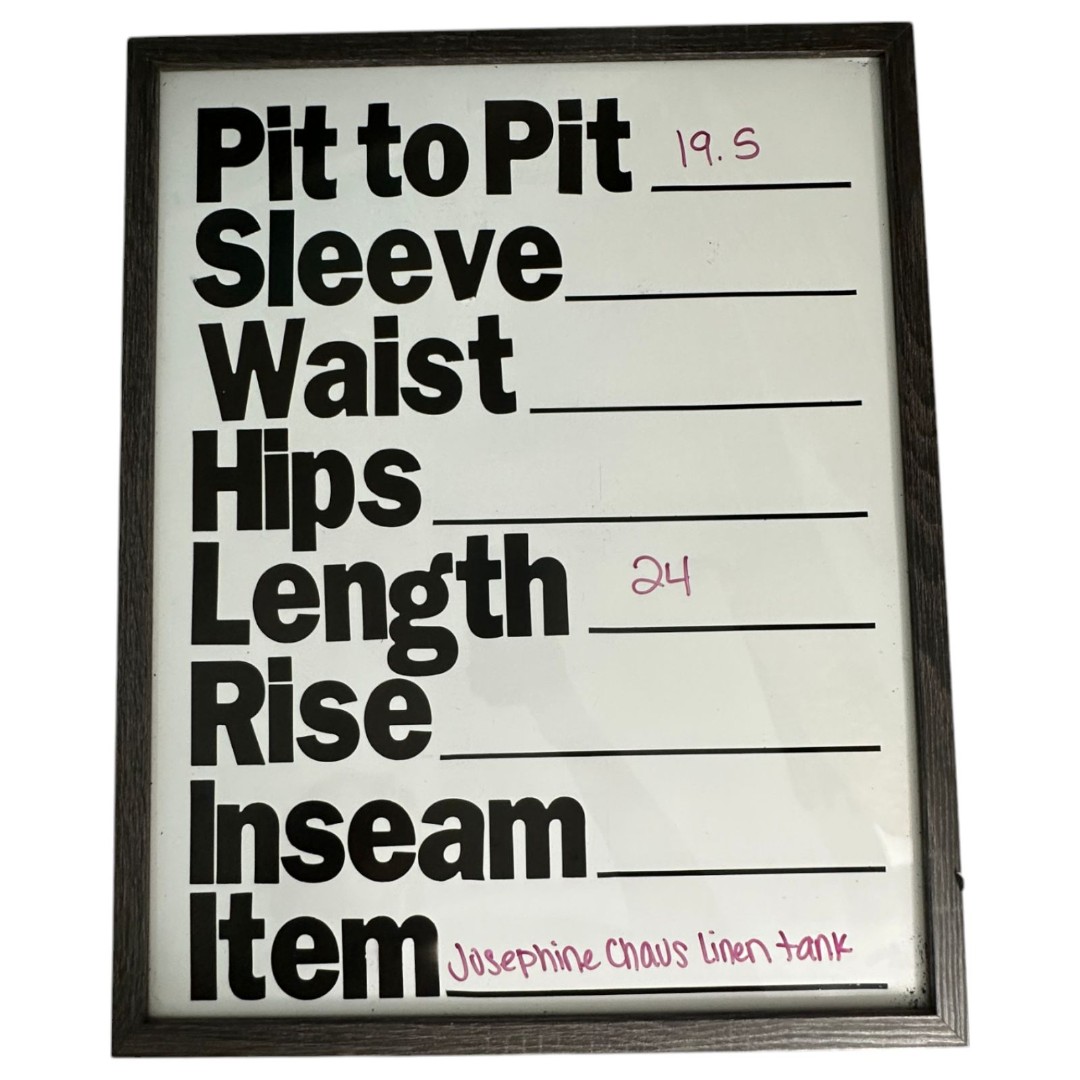 Pit to Pit 19.5
Sleeve
Waist
Hips
Length 24
Rise
Inseam
Item Josephine Chaus Linen tank